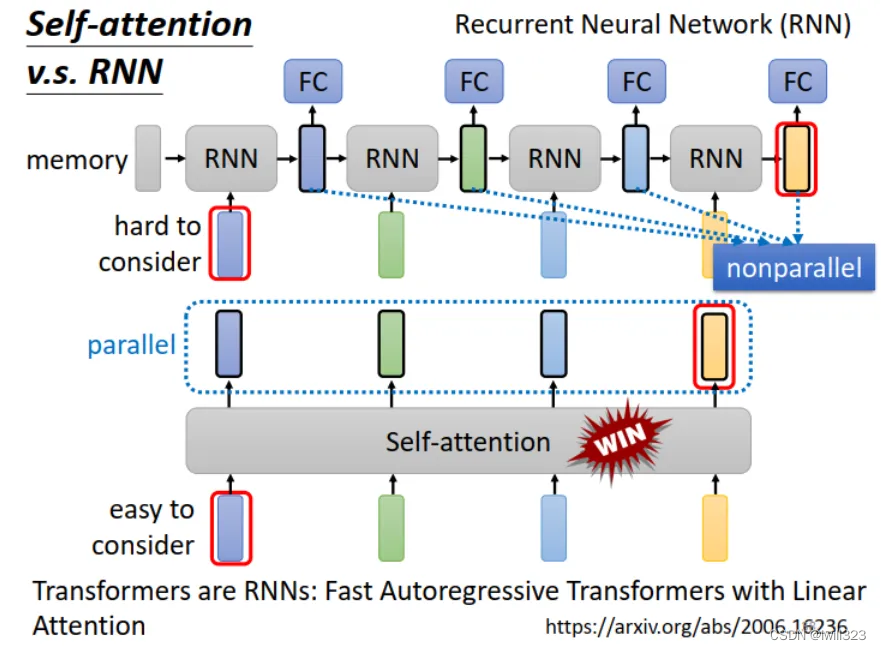 Self-attention
v.s. RNN
Recurrent Neural Network (RNN)
FC FC FC FC
memory RNN RNN RNN RNN
hard to
consider
nonparallel
parallel
Self-attention WIN
easy to
consider
Transformers are RNNs: Fast Autoregressive Transformers with Linear
Attention
https://arxiv.org/abs/2006.16236
CSDN @iwill323